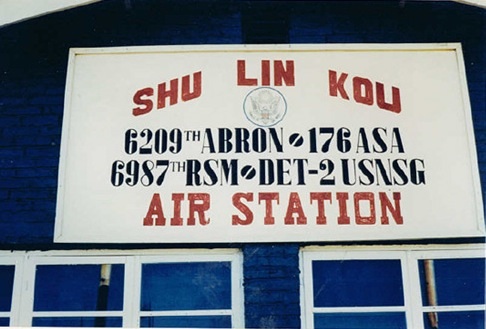 SHU LIN KOU
6209TH ABRON 176 ASA
6987TH RSM DET-2 USNSG
AIR STATION